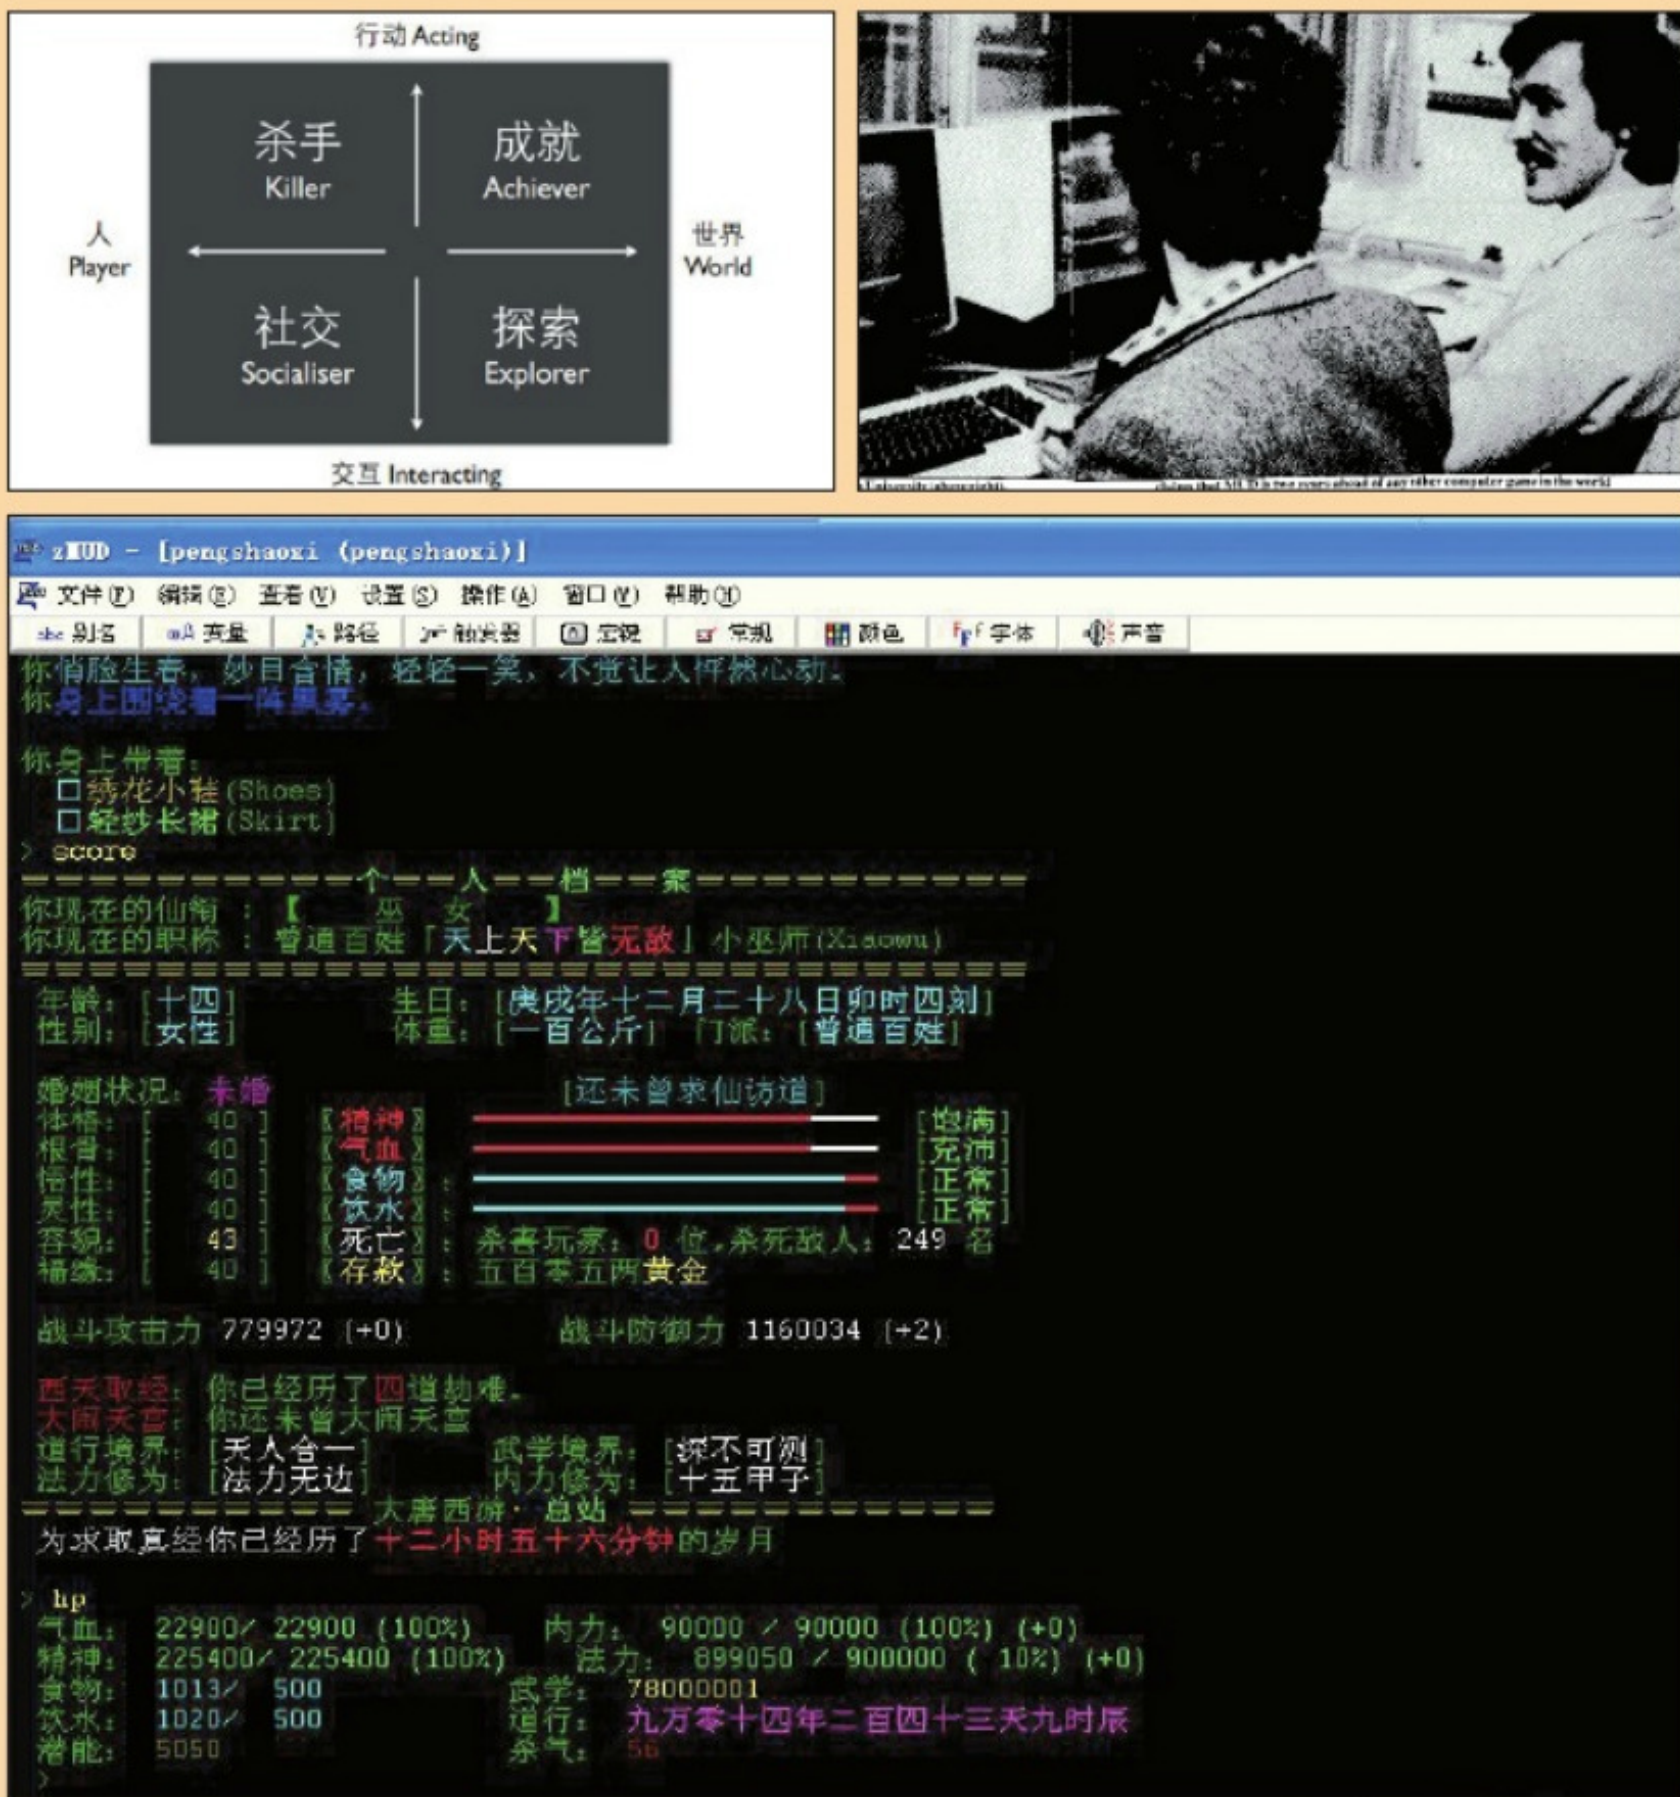 行动 Acting
杀手
Killer
成就
Achiever
人
Player
世界
World
社交
Socialiser
探索
Explorer
交互 Interacting
University (above right).
claims that MUD is two years ahead of any other computer game in the world
zMUD - [pengshaoxi (pengshaoxi)]
文件(F) 编辑(E) 查看(V) 设置(S) 操作(A) 窗口(W) 帮助(H)
abc 别名 变量 路径 触发器 宏键 常规 颜色 字体 声音
你俏脸生春，妙目含情，轻轻一笑，不觉让人怦然心动。
你身上围绕着一阵黑雾。
你身上带著：
□绣花小鞋(Shoes)
□轻纱长裙(Skirt)
> score
个人档案
你现在的仙衔：【 巫 女 】
你现在的职称：普通百姓「天上天下皆无敌」小巫师(Xiaowu)
年龄：[十四] 生日：[庚戌年十二月二十八日卯时四刻]
性别：[女性] 体重：[一百公斤] 门派：[普通百姓]
婚姻状况：未婚 [还未曾求仙访道]
体格：[ 40 ] 〖精神〗 [饱满]
根骨：[ 40 ] 〖气血〗 [充沛]
悟性：[ 40 ] 〖食物〗： [正常]
灵性：[ 40 ] 〖饮水〗： [正常]
容貌：[ 43 ] 〖死亡〗：杀害玩家：0 位,杀死敌人：249 名
福缘：[ 40 ] 〖存款〗：五百零五两黄金
战斗攻击力 779972 (+0) 战斗防御力 1160034 (+2)
西天取经：你已经历了四道劫难。
大闹天宫：你还未曾大闹天宫
道行境界：[天人合一] 武学境界：[深不可测]
法力修为：[法力无边] 内力修为：[十五甲子]
大唐西游·总站
为求取真经你已经历了十二小时五十六分钟的岁月
> hp
气血： 22900/ 22900 (100%) 内力： 90000 / 90000 (100%) (+0)
精神： 225400/ 225400 (100%) 法力： 899050 / 900000 ( 10%) (+0)
食物： 1013/ 500 武学： 78000001
饮水： 1020/ 500 道行： 九万零十四年二百四十三天九时辰
潜能： 5050 杀气： 56
>